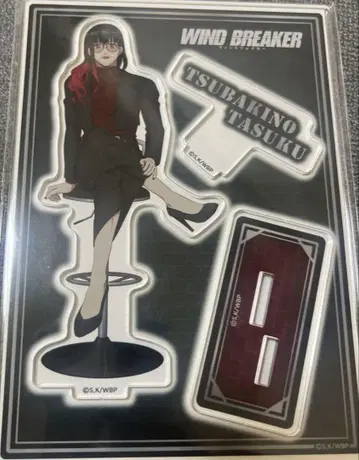 WIND BREAKER
TSUBAKINO
TASUKU
©S.K/WBP
©S,K/WBP
©S,K/WBP
©S.K/WBP